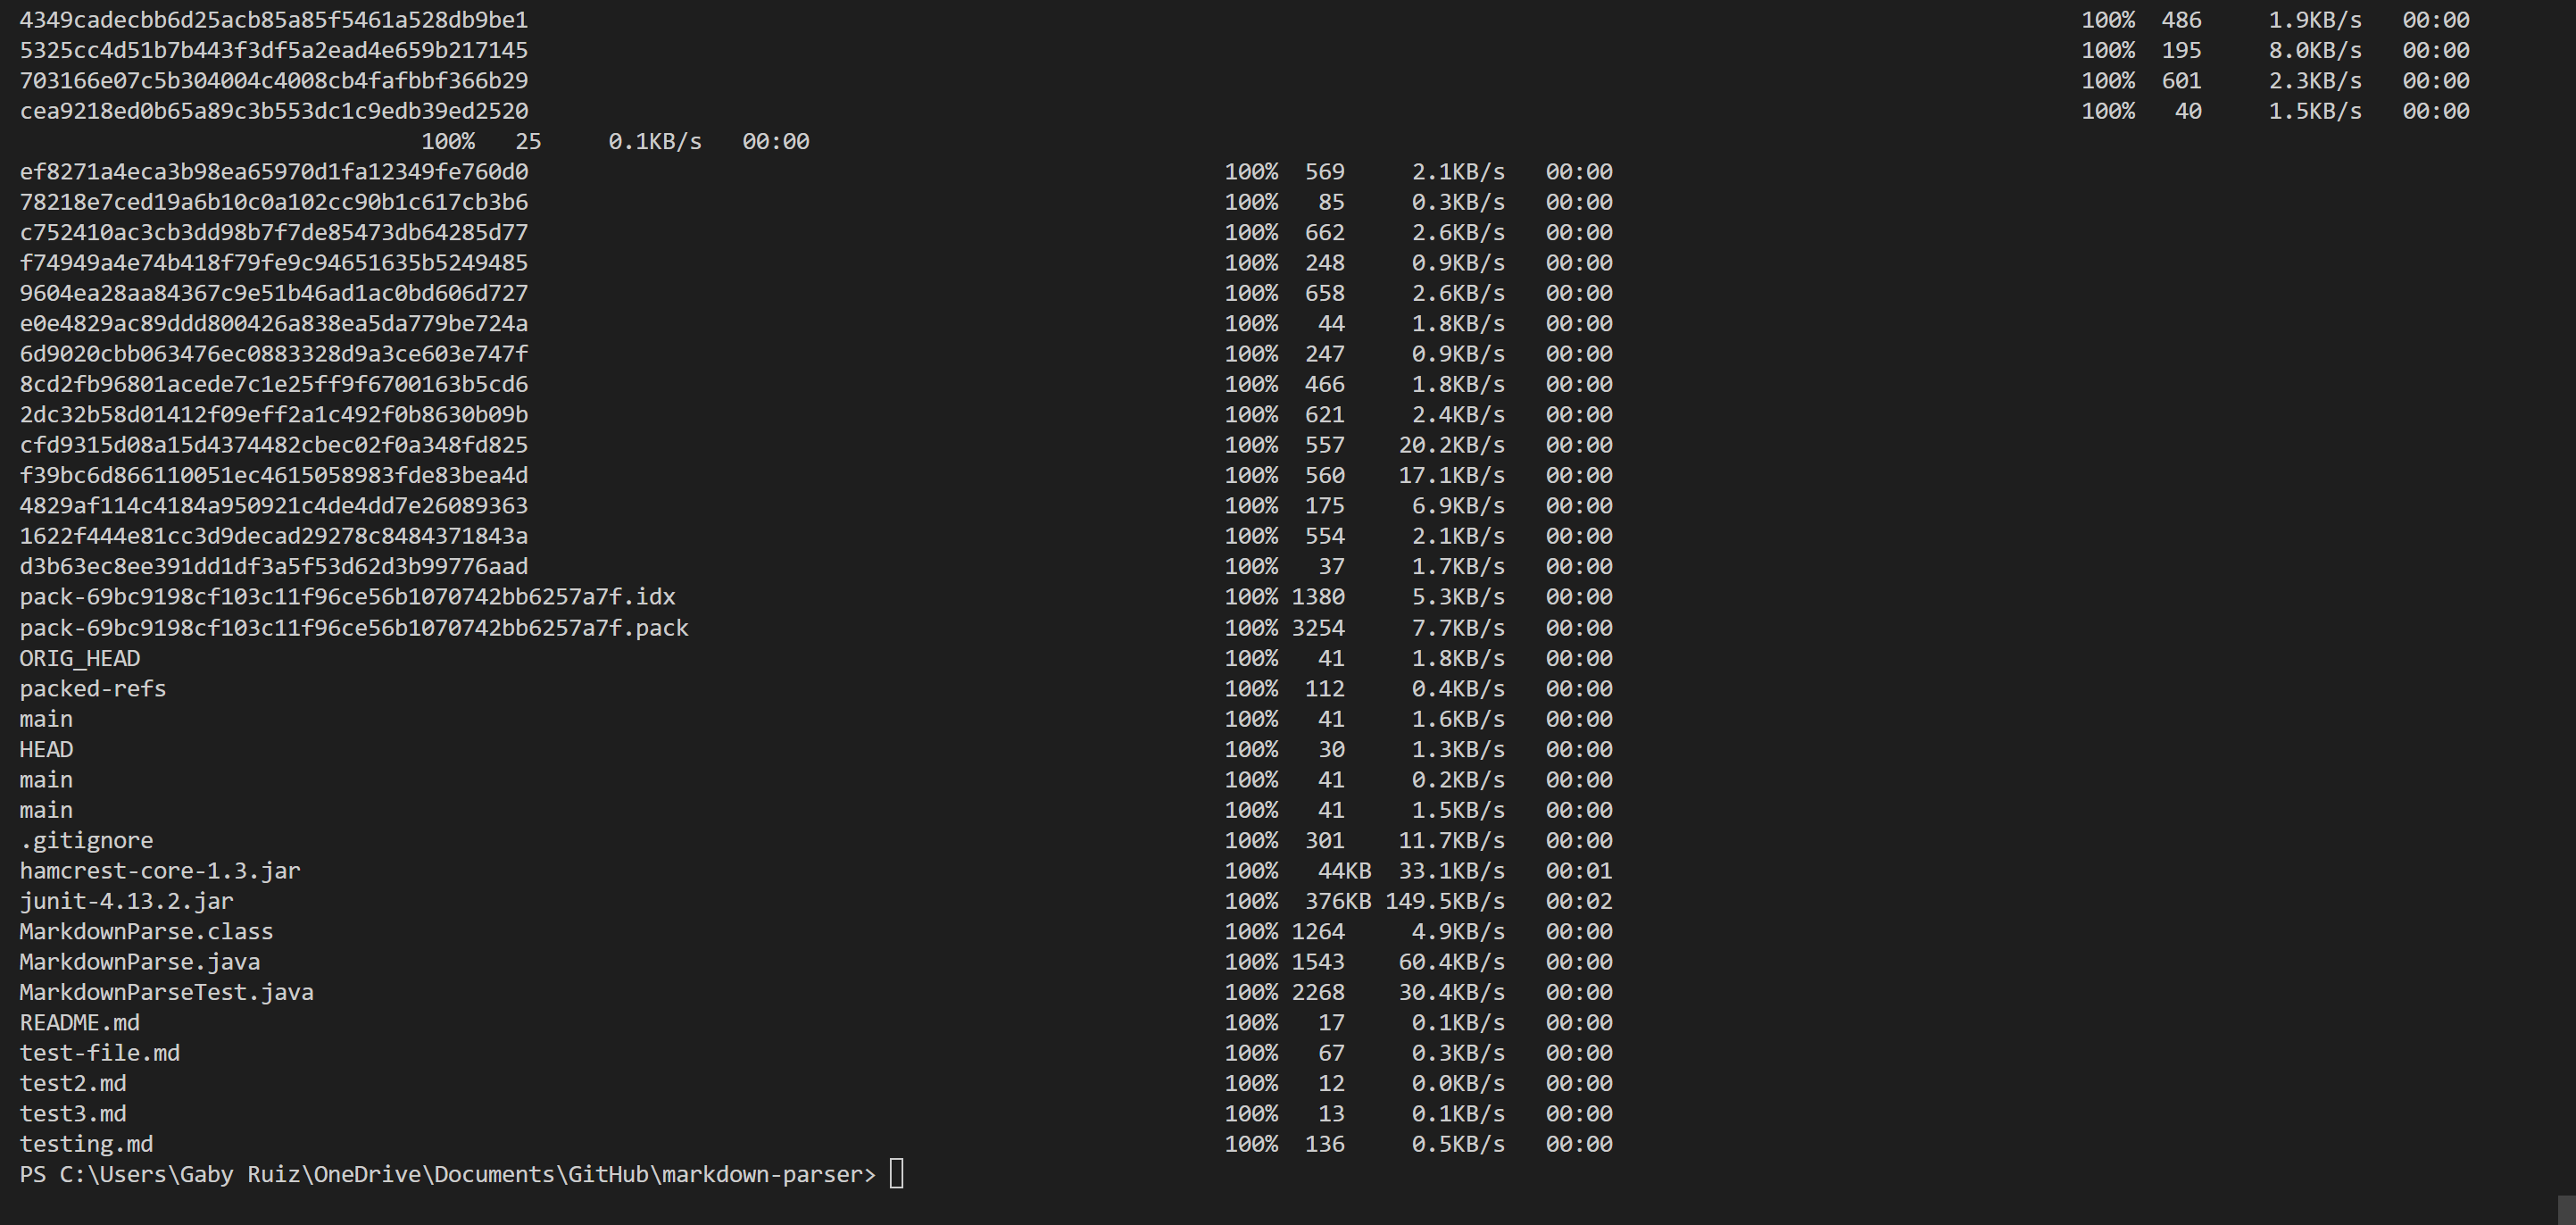 4349cadecbb6d25acb85a85f5461a528db9be1 100% 486 1.9KB/s 00:00
5325cc4d51b7b443f3df5a2ead4e659b217145 100% 195 8.0KB/s 00:00
703166e07c5b304004c4008cb4fafbbf366b29 100% 601 2.3KB/s 00:00
cea9218ed0b65a89c3b553dc1c9edb39ed2520 100% 40 1.5KB/s 00:00
100% 25 0.1KB/s 00:00
ef8271a4eca3b98ea65970d1fa12349fe760d0 100% 569 2.1KB/s 00:00
78218e7ced19a6b10c0a102cc90b1c617cb3b6 100% 85 0.3KB/s 00:00
c752410ac3cb3dd98b7f7de85473db64285d77 100% 662 2.6KB/s 00:00
f74949a4e74b418f79fe9c94651635b5249485 100% 248 0.9KB/s 00:00
9604ea28aa84367c9e51b46ad1ac0bd606d727 100% 658 2.6KB/s 00:00
e0e4829ac89ddd800426a838ea5da779be724a 100% 44 1.8KB/s 00:00
6d9020cbb063476ec0883328d9a3ce603e747f 100% 247 0.9KB/s 00:00
8cd2fb96801acede7c1e25ff9f6700163b5cd6 100% 466 1.8KB/s 00:00
2dc32b58d01412f09eff2a1c492f0b8630b09b 100% 621 2.4KB/s 00:00
cfd9315d08a15d4374482cbec02f0a348fd825 100% 557 20.2KB/s 00:00
f39bc6d866110051ec4615058983fde83bea4d 100% 560 17.1KB/s 00:00
4829af114c4184a950921c4de4dd7e26089363 100% 175 6.9KB/s 00:00
1622f444e81cc3d9decad29278c8484371843a 100% 554 2.1KB/s 00:00
d3b63ec8ee391dd1df3a5f53d62d3b99776aad 100% 37 1.7KB/s 00:00
pack-69bc9198cf103c11f96ce56b1070742bb6257a7f.idx 100% 1380 5.3KB/s 00:00
pack-69bc9198cf103c11f96ce56b1070742bb6257a7f.pack 100% 3254 7.7KB/s 00:00
ORIG_HEAD 100% 41 1.8KB/s 00:00
packed-refs 100% 112 0.4KB/s 00:00
main 100% 41 1.6KB/s 00:00
HEAD 100% 30 1.3KB/s 00:00
main 100% 41 0.2KB/s 00:00
main 100% 41 1.5KB/s 00:00
.gitignore 100% 301 11.7KB/s 00:00
hamcrest-core-1.3.jar 100% 44KB 33.1KB/s 00:01
junit-4.13.2.jar 100% 376KB 149.5KB/s 00:02
MarkdownParse.class 100% 1264 4.9KB/s 00:00
MarkdownParse.java 100% 1543 60.4KB/s 00:00
MarkdownParseTest.java 100% 2268 30.4KB/s 00:00
README.md 100% 17 0.1KB/s 00:00
test-file.md 100% 67 0.3KB/s 00:00
test2.md 100% 12 0.0KB/s 00:00
test3.md 100% 13 0.1KB/s 00:00
testing.md 100% 136 0.5KB/s 00:00
PS C:\Users\Gaby Ruiz\OneDrive\Documents\GitHub\markdown-parser>